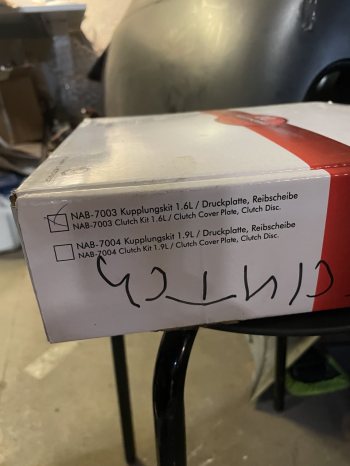 NAB-7003 Kupplungskit 1.6L / Druckplatte, Reibscheibe
NAB-7003 Clutch Kit 1.6L / Clutch Cover Plate, Clutch Disc.
NAB-7004 Kupplungskit 1.9L / Druckplatte, Reibscheibe
NAB-7004 Clutch Kit 1.9L / Clutch Cover Plate, Clutch Disc.